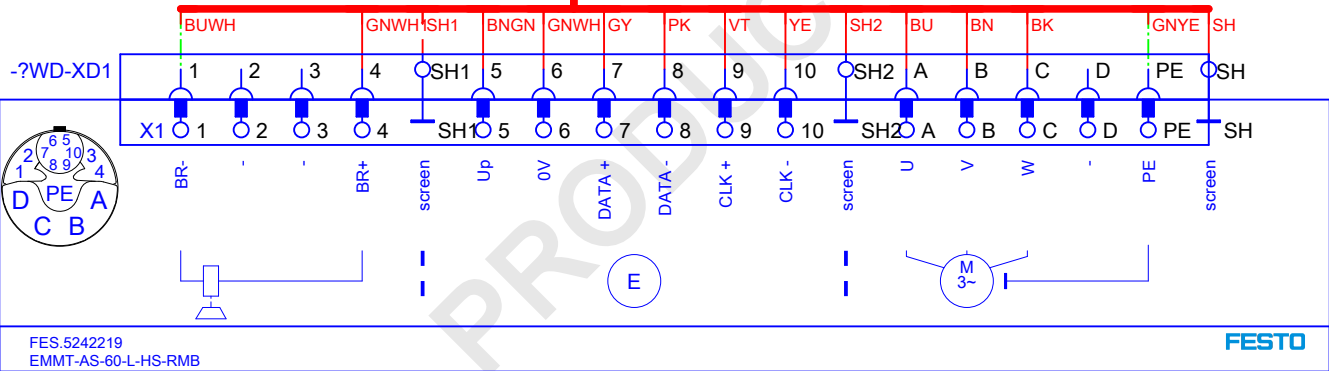 BUWH GNWH SH1 BNGN GNWH GY PK VT YE SH2 BU BN BK GNYE SH
-?WD-XD1 1 2 3 4 SH1 5 6 7 8 9 10 SH2 A B C D PE SH
X1 1 2 3 4 SH1 5 6 7 8 9 10 SH2 A B C D PE SH
BR- - - BR+ screen Up 0V DATA + DATA - CLK + CLK - screen U V W - PE screen
6 5
2 7 10 3
1 8 9 4
D PE A
C B
E
M
3~
PRODUC
FES.5242219
EMMT-AS-60-L-HS-RMB
FESTO